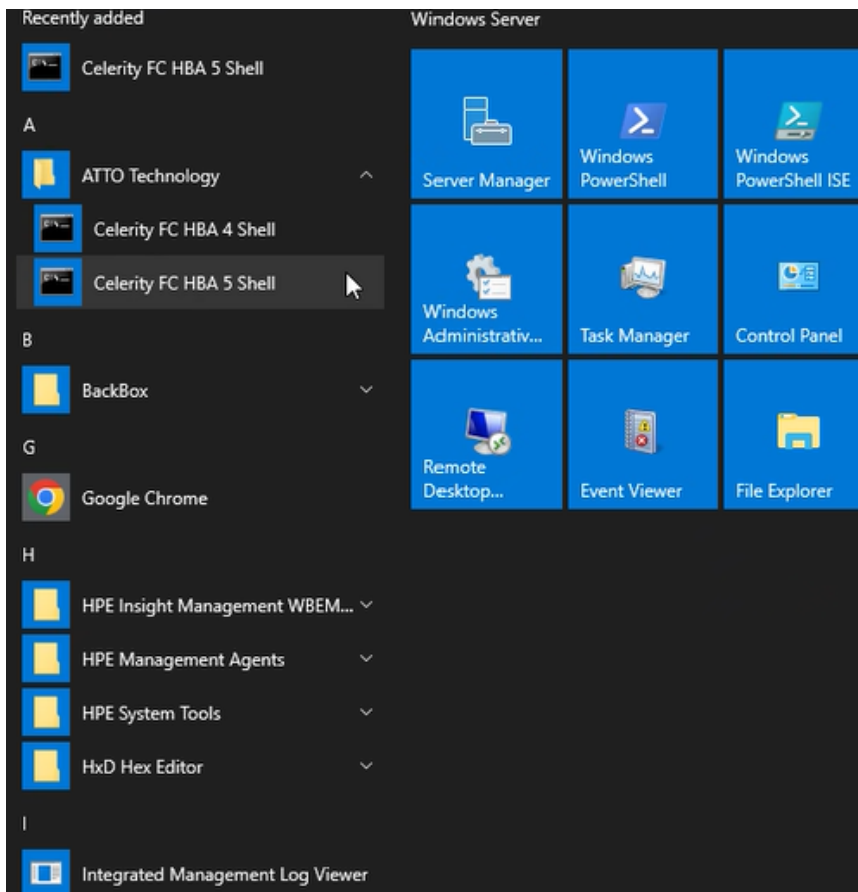 Recently added
Celerity FC HBA 5 Shell
A
ATTO Technology
Celerity FC HBA 4 Shell
Celerity FC HBA 5 Shell
B
BackBox
G
Google Chrome
H
HPE Insight Management WBEM...
HPE Management Agents
HPE System Tools
HxD Hex Editor
I
Integrated Management Log Viewer
Windows Server
Server Manager
Windows
PowerShell
Windows
PowerShell ISE
Windows
Administrativ...
Task Manager
Control Panel
Remote
Desktop...
Event Viewer
File Explorer